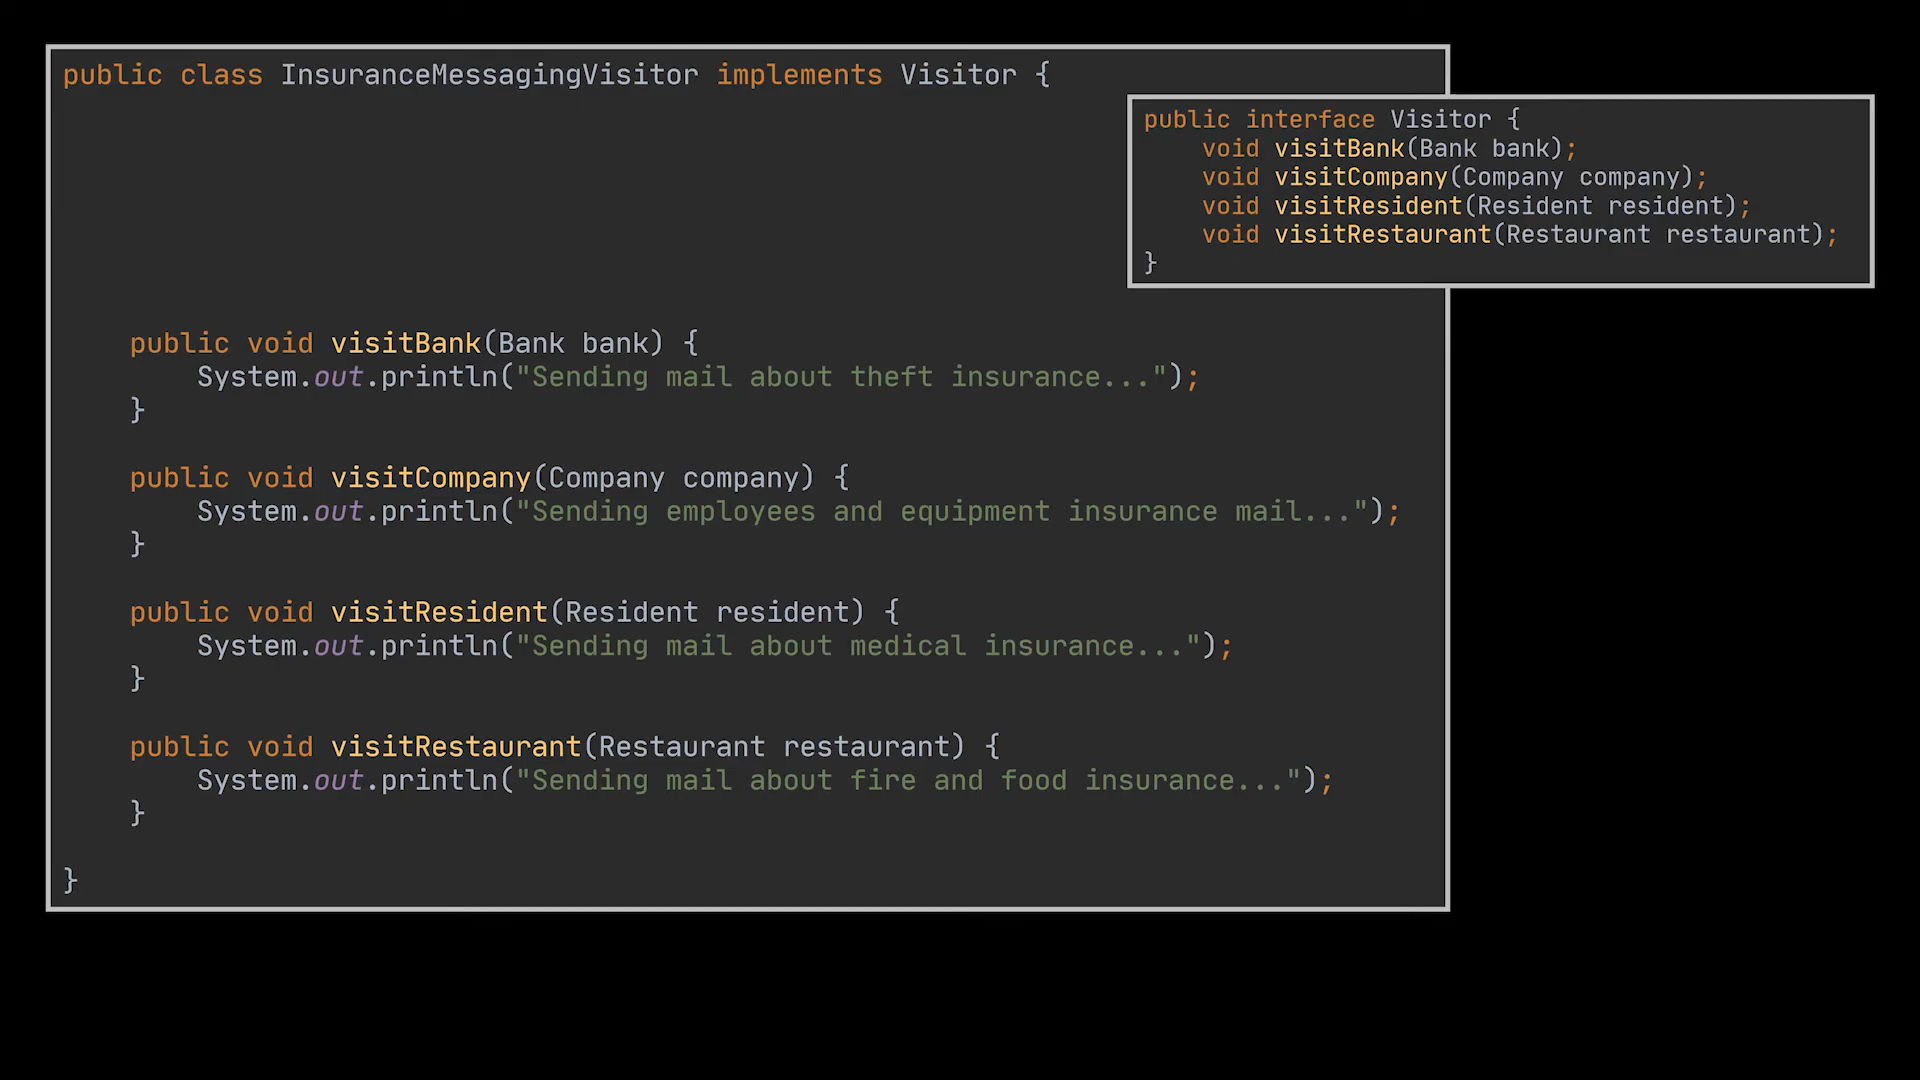 public class InsuranceMessagingVisitor implements Visitor {
public interface Visitor {
void visitBank(Bank bank);
void visitCompany(Company company);
void visitResident(Resident resident);
void visitRestaurant(Restaurant restaurant);
}
public void visitBank(Bank bank) {
System.out.println("Sending mail about theft insurance...");
}
public void visitCompany(Company company) {
System.out.println("Sending employees and equipment insurance mail...");
}
public void visitResident(Resident resident) {
System.out.println("Sending mail about medical insurance...");
}
public void visitRestaurant(Restaurant restaurant) {
System.out.println("Sending mail about fire and food insurance...");
}
}